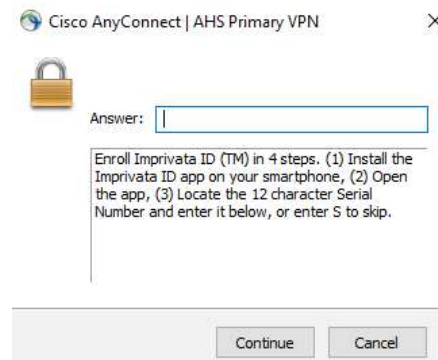 Cisco AnyConnect | AHS Primary VPN
Answer:
Enroll Imprivata ID (TM) in 4 steps. (1) Install the
Imprivata ID app on your smartphone, (2) Open
the app, (3) Locate the 12 character Serial
Number and enter it below, or enter S to skip.
Continue Cancel